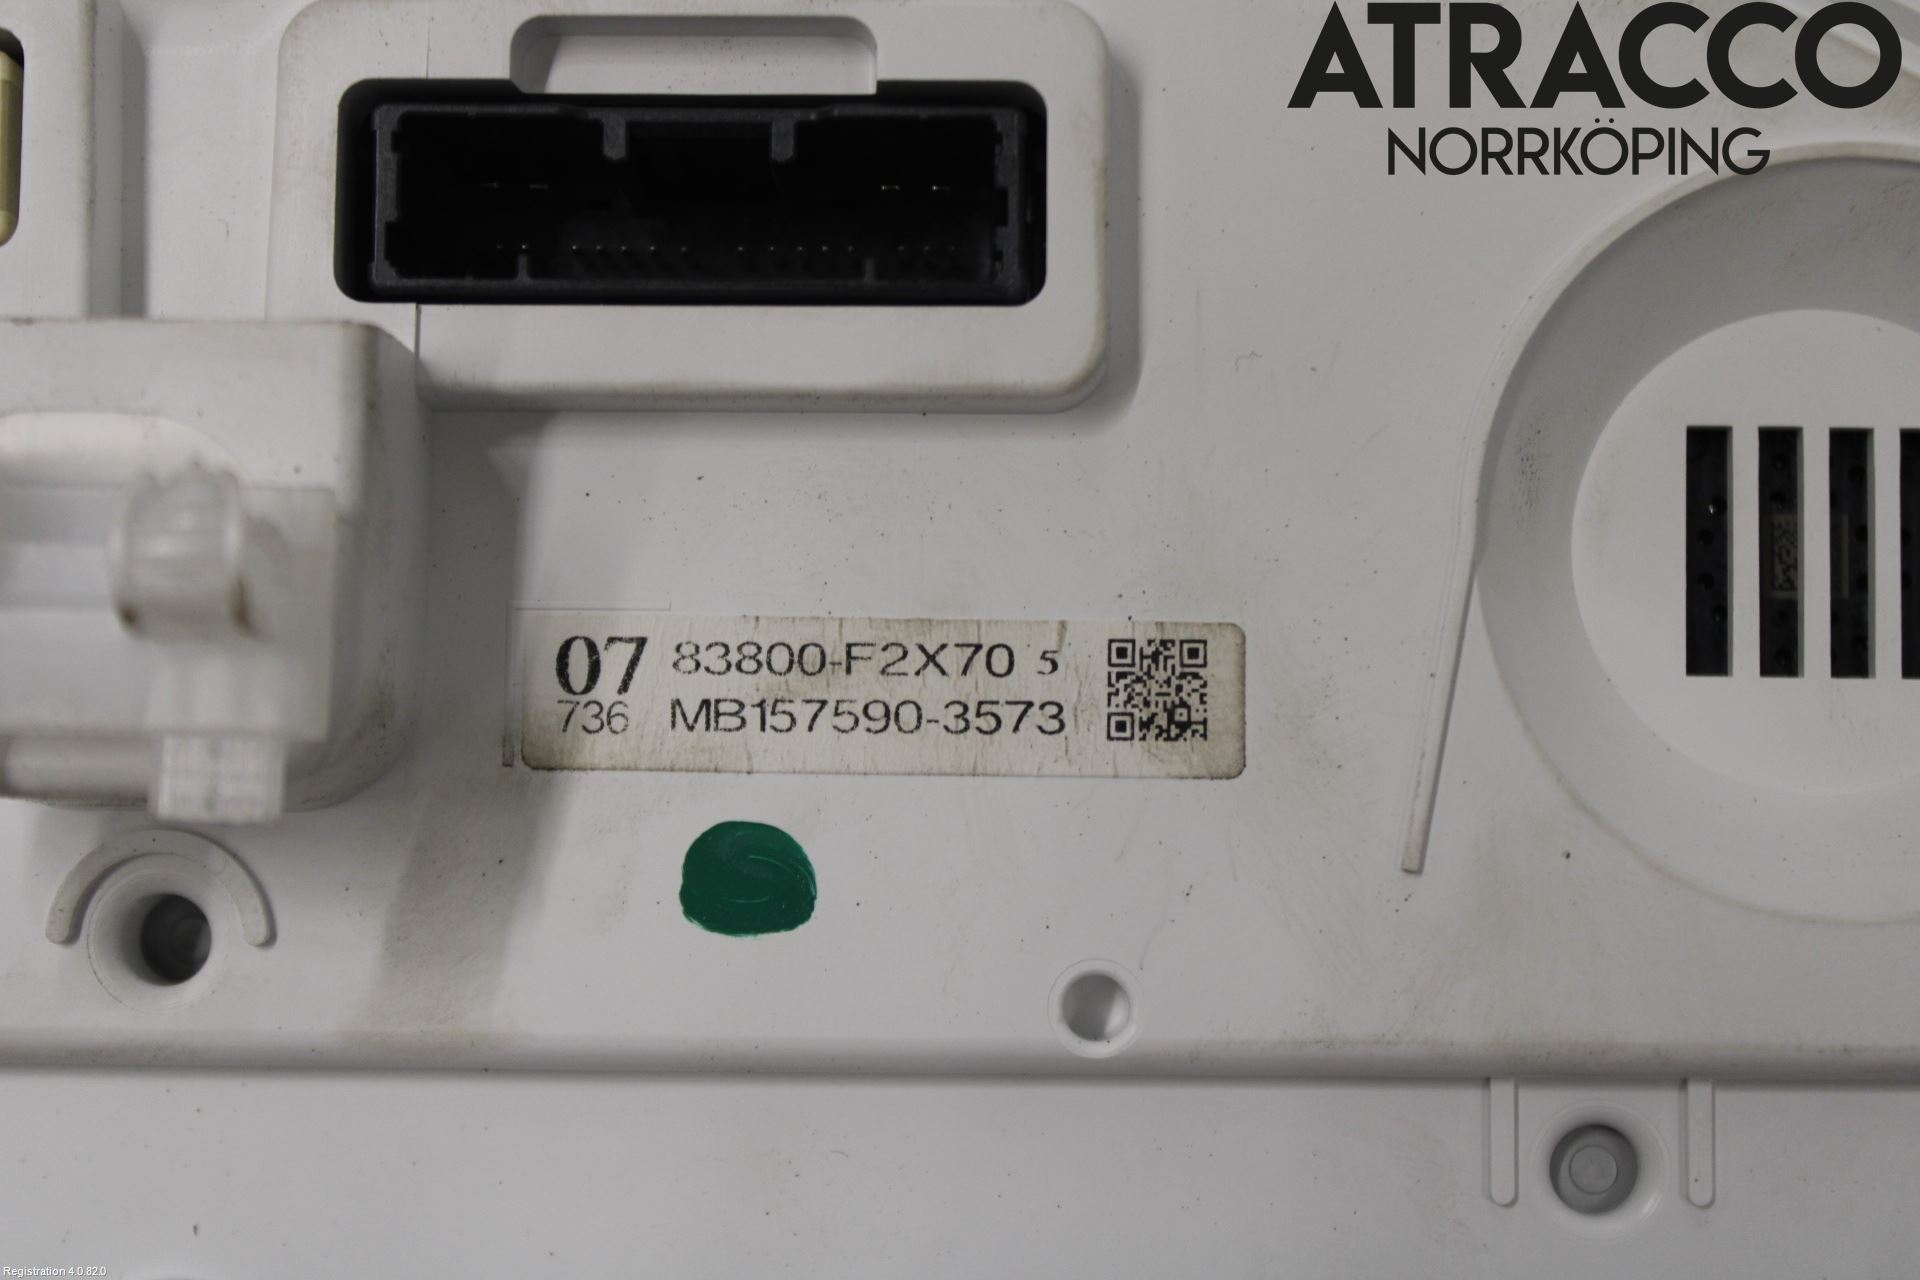 ATRACCO
NORRKÖPING
07 83800-F2X70 5
736 MB157590-3573
Registration 4.0.82.0